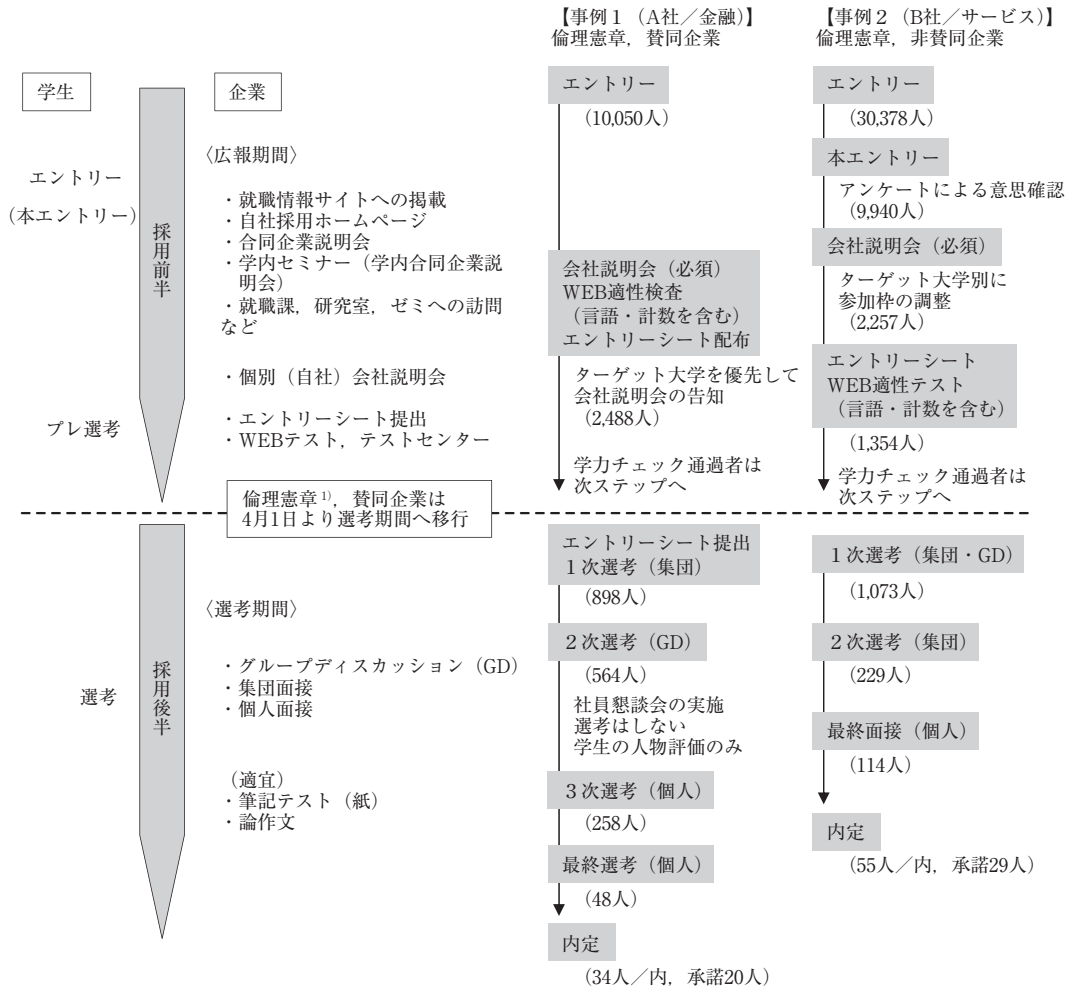 学生
企業
採用前半
エントリー
（本エントリー）
プレ選考
〈広報期間〉
・就職情報サイトへの掲載
・自社採用ホームページ
・合同企業説明会
・学内セミナー（学内合同企業説
明会）
・就職課，研究室，ゼミへの訪問
など
・個別（自社）会社説明会
・エントリーシート提出
・WEBテスト，テストセンター
倫理憲章1)，賛同企業は
4月1日より選考期間へ移行
採用後半
選考
〈選考期間〉
・グループディスカッション（GD）
・集団面接
・個人面接
（適宜）
・筆記テスト（紙）
・論作文
【事例１（A社／金融）】
倫理憲章，賛同企業
エントリー
（10,050人）
会社説明会（必須）
WEB適性検査
（言語・計数を含む）
エントリーシート配布
ターゲット大学を優先して
会社説明会の告知
（2,488人）
学力チェック通過者は
次ステップへ
エントリーシート提出
１次選考（集団）
（898人）
２次選考（GD）
（564人）
社員懇談会の実施
選考はしない
学生の人物評価のみ
３次選考（個人）
（258人）
最終選考（個人）
（48人）
内定
（34人／内，承諾20人）
【事例２（B社／サービス）】
倫理憲章，非賛同企業
エントリー
（30,378人）
本エントリー
アンケートによる意思確認
（9,940人）
会社説明会（必須）
ターゲット大学別に
参加枠の調整
（2,257人）
エントリーシート
WEB適性テスト
（言語・計数を含む）
（1,354人）
学力チェック通過者は
次ステップへ
１次選考（集団・GD）
（1,073人）
２次選考（集団）
（229人）
最終面接（個人）
（114人）
内定
（55人／内，承諾29人）